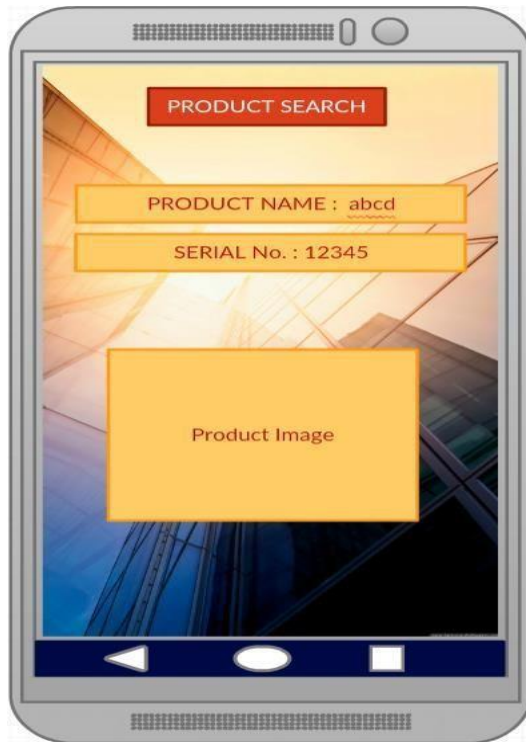 PRODUCT SEARCH
PRODUCT NAME : abcd
SERIAL No. : 12345
Product Image